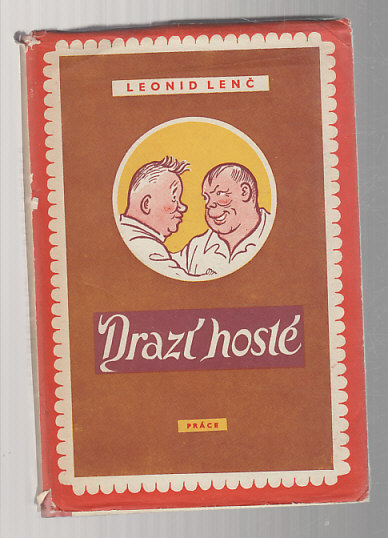 LEONID LENČ
Drazí hosté
PRÁCE